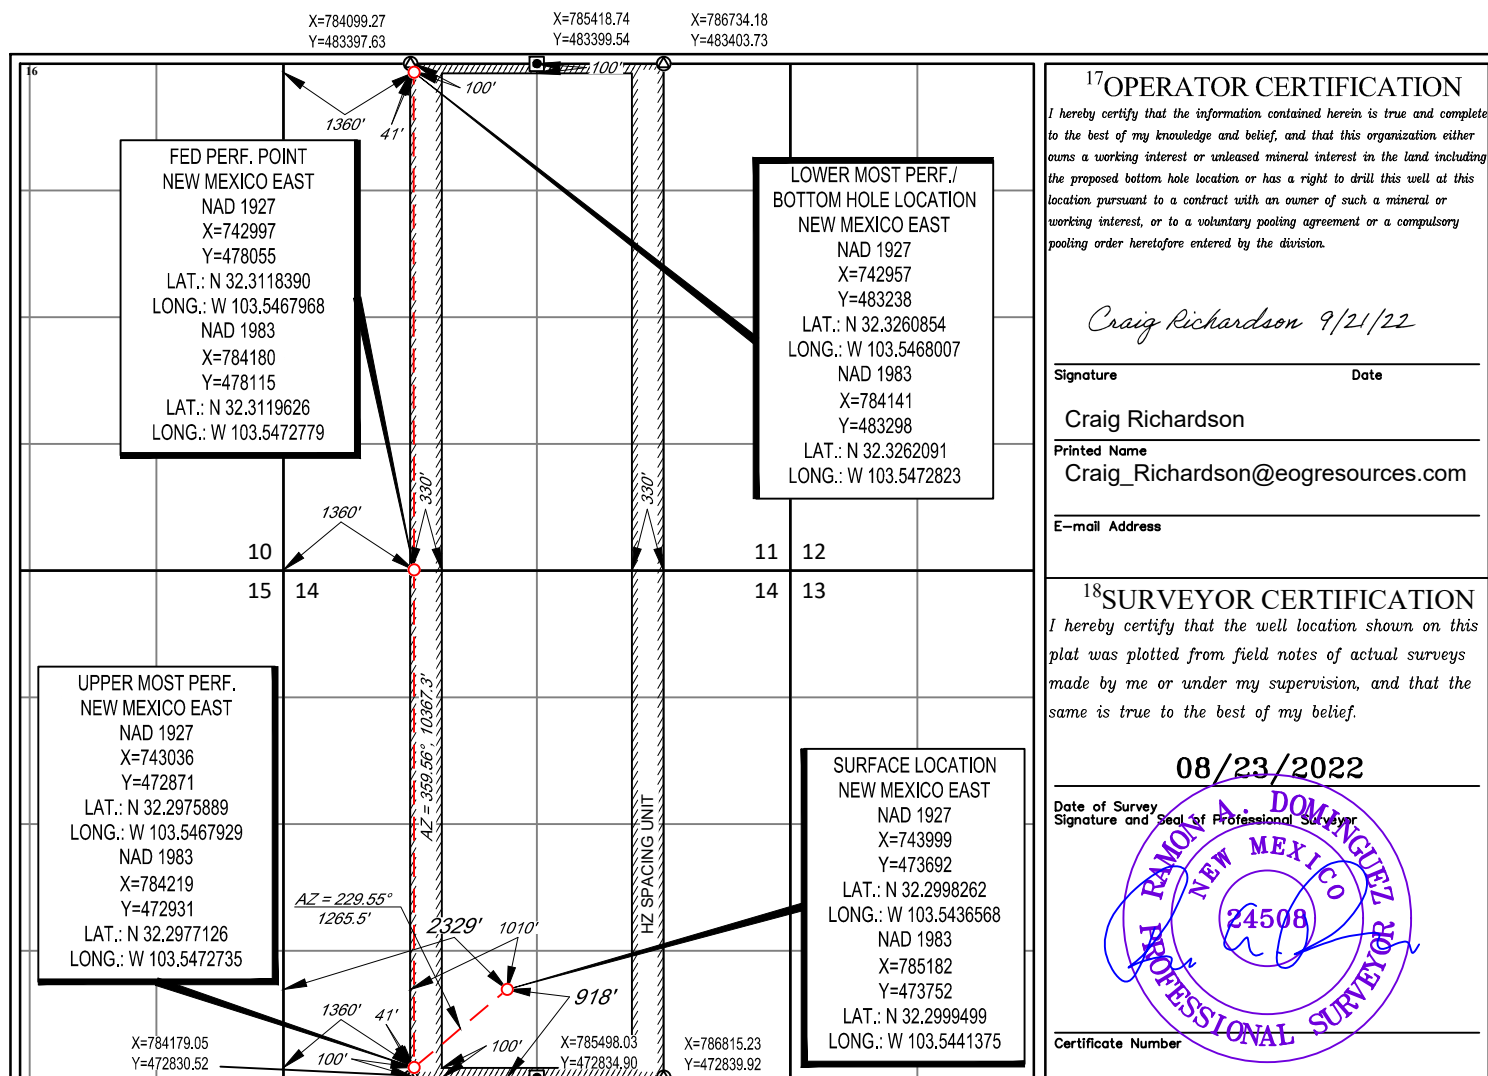 X=784099.27
Y=483397.63
X=785418.74
Y=483399.54
X=786734.18
Y=483403.73
16
100'
100'
1360'
41'
FED PERF. POINT
NEW MEXICO EAST
NAD 1927
X=742997
Y=478055
LAT.: N 32.3118390
LONG.: W 103.5467968
NAD 1983
X=784180
Y=478115
LAT.: N 32.3119626
LONG.: W 103.5472779
LOWER MOST PERF./
BOTTOM HOLE LOCATION
NEW MEXICO EAST
NAD 1927
X=742957
Y=483238
LAT.: N 32.3260854
LONG.: W 103.5468007
NAD 1983
X=784141
Y=483298
LAT.: N 32.3262091
LONG.: W 103.5472823
1360'
330'
330'
10
11
12
15
14
14
13
UPPER MOST PERF.
NEW MEXICO EAST
NAD 1927
X=743036
Y=472871
LAT.: N 32.2975889
LONG.: W 103.5467929
NAD 1983
X=784219
Y=472931
LAT.: N 32.2977126
LONG.: W 103.5472735
AZ = 359.56°, 10367.3'
HZ SPACING UNIT
SURFACE LOCATION
NEW MEXICO EAST
NAD 1927
X=743999
Y=473692
LAT.: N 32.2998262
LONG.: W 103.5436568
NAD 1983
X=785182
Y=473752
LAT.: N 32.2999499
LONG.: W 103.5441375
AZ = 229.55°
1265.5'
2329'
1010'
918'
1360'
41'
100'
100'
X=784179.05
Y=472830.52
X=785498.03
Y=472834.90
X=786815.23
Y=472839.92
17 OPERATOR CERTIFICATION
I hereby certify that the information contained herein is true and complete
to the best of my knowledge and belief, and that this organization either
owns a working interest or unleased mineral interest in the land including
the proposed bottom hole location or has a right to drill this well at this
location pursuant to a contract with an owner of such a mineral or
working interest, or to a voluntary pooling agreement or a compulsory
pooling order heretofore entered by the division.
Craig Richardson 9/21/22
Signature Date
Craig Richardson
Printed Name
Craig_Richardson@eogresources.com
E-mail Address
18 SURVEYOR CERTIFICATION
I hereby certify that the well location shown on this
plat was plotted from field notes of actual surveys
made by me or under my supervision, and that the
same is true to the best of my belief.
08/23/2022
Date of Survey
Signature and Seal of Professional Surveyor
RAMON A. DOMINGUEZ
NEW MEXICO
24508
PROFESSIONAL SURVEYOR
Certificate Number